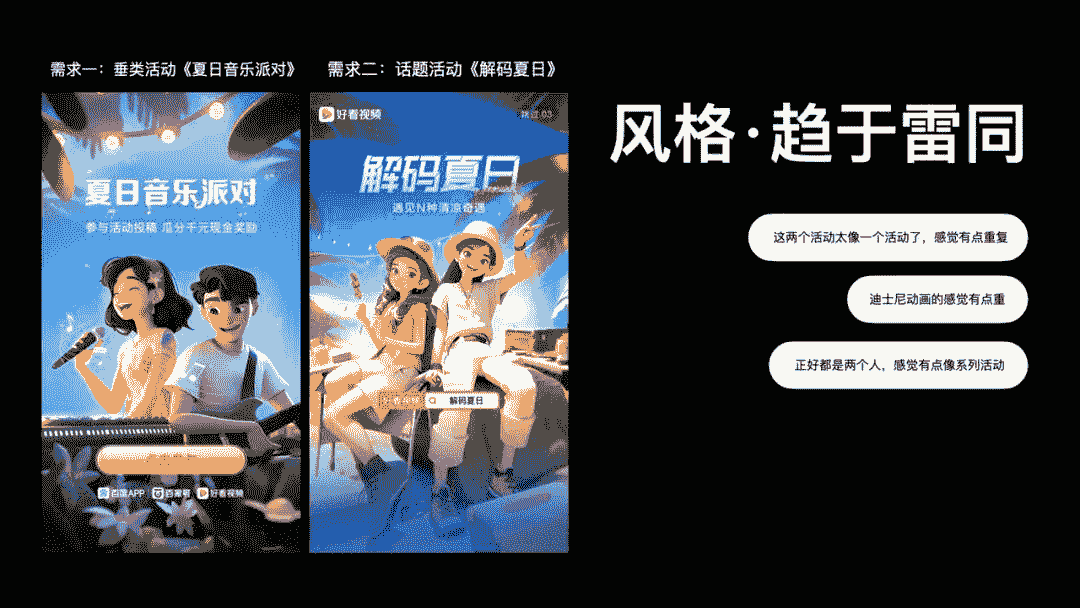 需求一：垂类活动《夏日音乐派对》
需求二：话题活动《解码夏日》
夏日音乐派对
参与活动投稿 瓜分千元现金奖励
百度APP 百家号 好看视频
好看视频
跳过 03
解码夏日
遇见N种清凉奇遇
解码夏日
风格·趋于雷同
这两个活动太像一个活动了，感觉有点重复
迪士尼动画的感觉有点重
正好都是两个人，感觉有点像系列活动